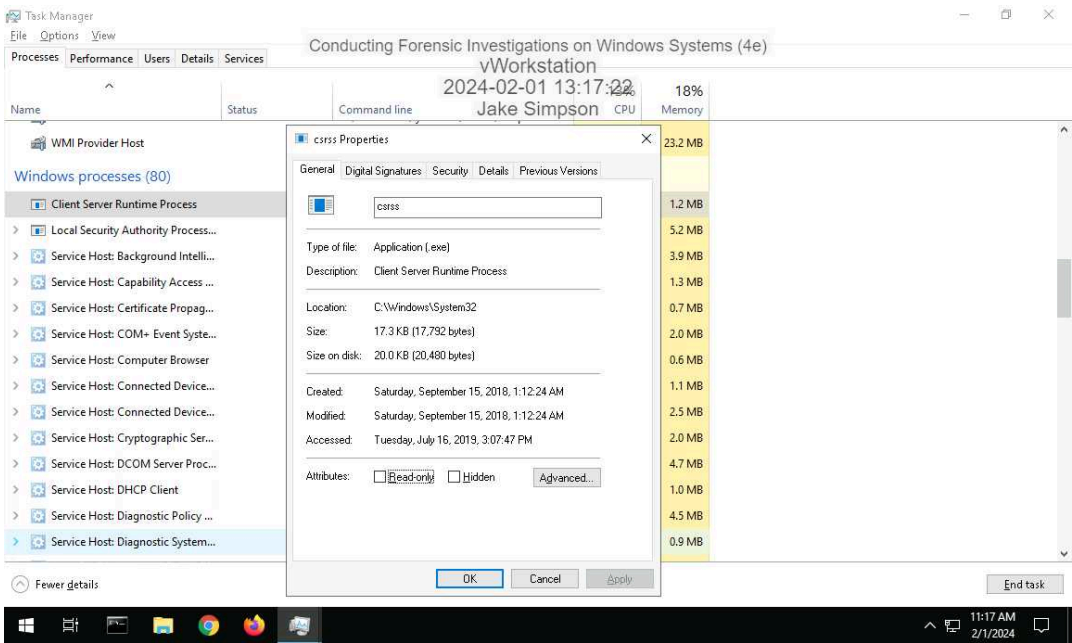 Task Manager
File Options View
Conducting Forensic Investigations on Windows Systems (4e)
vWorkstation
2024-02-01 13:17:22
Jake Simpson
Processes Performance Users Details Services
18%
Name Status Command line CPU Memory
WMI Provider Host 23.2 MB
Windows processes (80)
Client Server Runtime Process 1.2 MB
Local Security Authority Process... 5.2 MB
Service Host: Background Intelli... 3.9 MB
Service Host: Capability Access ... 1.3 MB
Service Host: Certificate Propag... 0.7 MB
Service Host: COM+ Event Syste... 2.0 MB
Service Host: Computer Browser 0.6 MB
Service Host: Connected Device... 1.1 MB
Service Host: Connected Device... 2.5 MB
Service Host: Cryptographic Ser... 2.0 MB
Service Host: DCOM Server Proc... 4.7 MB
Service Host: DHCP Client 1.0 MB
Service Host: Diagnostic Policy ... 4.5 MB
Service Host: Diagnostic System... 0.9 MB
csrss Properties
General Digital Signatures Security Details Previous Versions
csrss
Type of file: Application (.exe)
Description: Client Server Runtime Process
Location: C:\Windows\System32
Size: 17.3 KB (17,792 bytes)
Size on disk: 20.0 KB (20,480 bytes)
Created: Saturday, September 15, 2018, 1:12:24 AM
Modified: Saturday, September 15, 2018, 1:12:24 AM
Accessed: Tuesday, July 16, 2019, 3:07:47 PM
Attributes: Read-only Hidden Advanced...
OK Cancel Apply
Fewer details End task
11:17 AM
2/1/2024